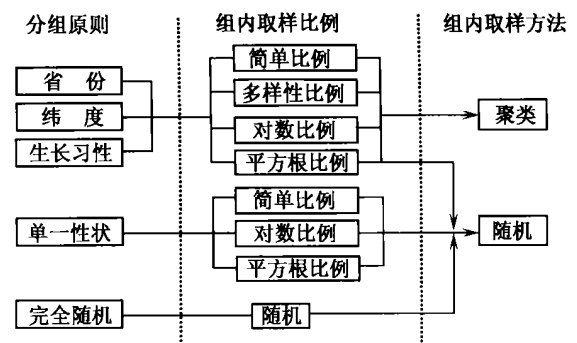 分组原则 组内取样比例 组内取样方法
简单比例
省份
多样性比例
纬度
聚类
对数比例
生长习性
平方根比例
简单比例
单一性状
对数比例
随机
平方根比例
完全随机
随机